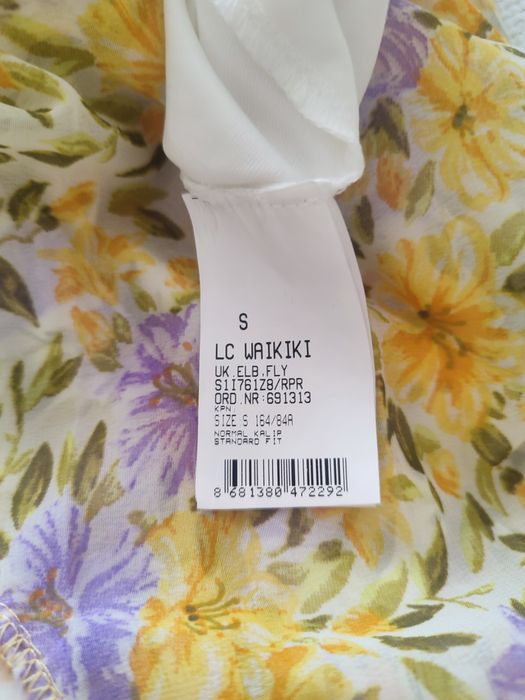 S
LC WAIKIKI
UK.ELB.FLY
S1I761Z8/RPR
ORD.NR:691313
KPN:
SIZE:S 164/84A
NORMAL KALIP
STANDARD FIT
8 681380 472292